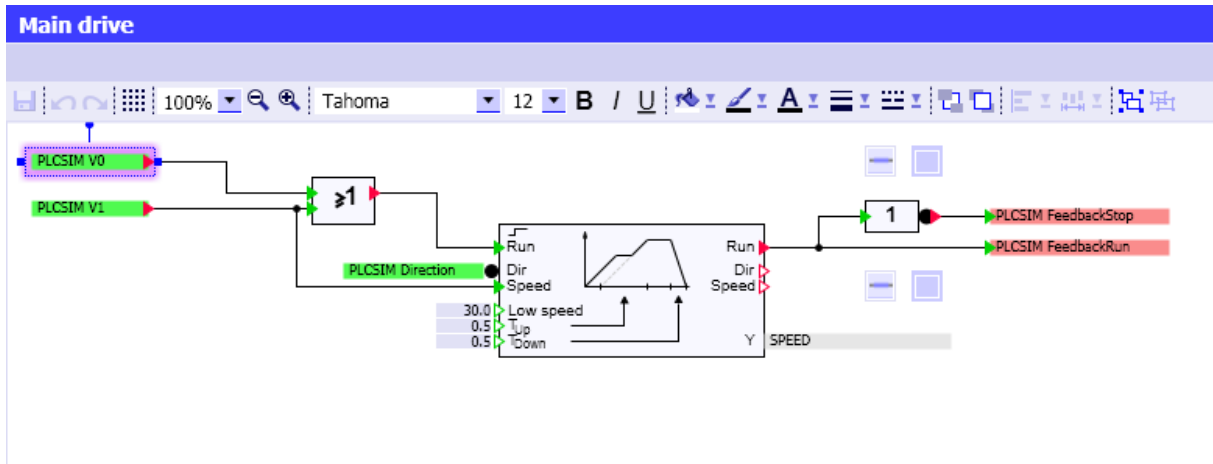 Main drive
100% Tahoma 12 B I U A
PLCSIM V0
PLCSIM V1
≥1
1
PLCSIM FeedbackStop
PLCSIM FeedbackRun
Run Run
PLCSIM Direction Dir Dir
Speed Speed
30.0 Low speed
0.5 TUp
0.5 TDown Y SPEED